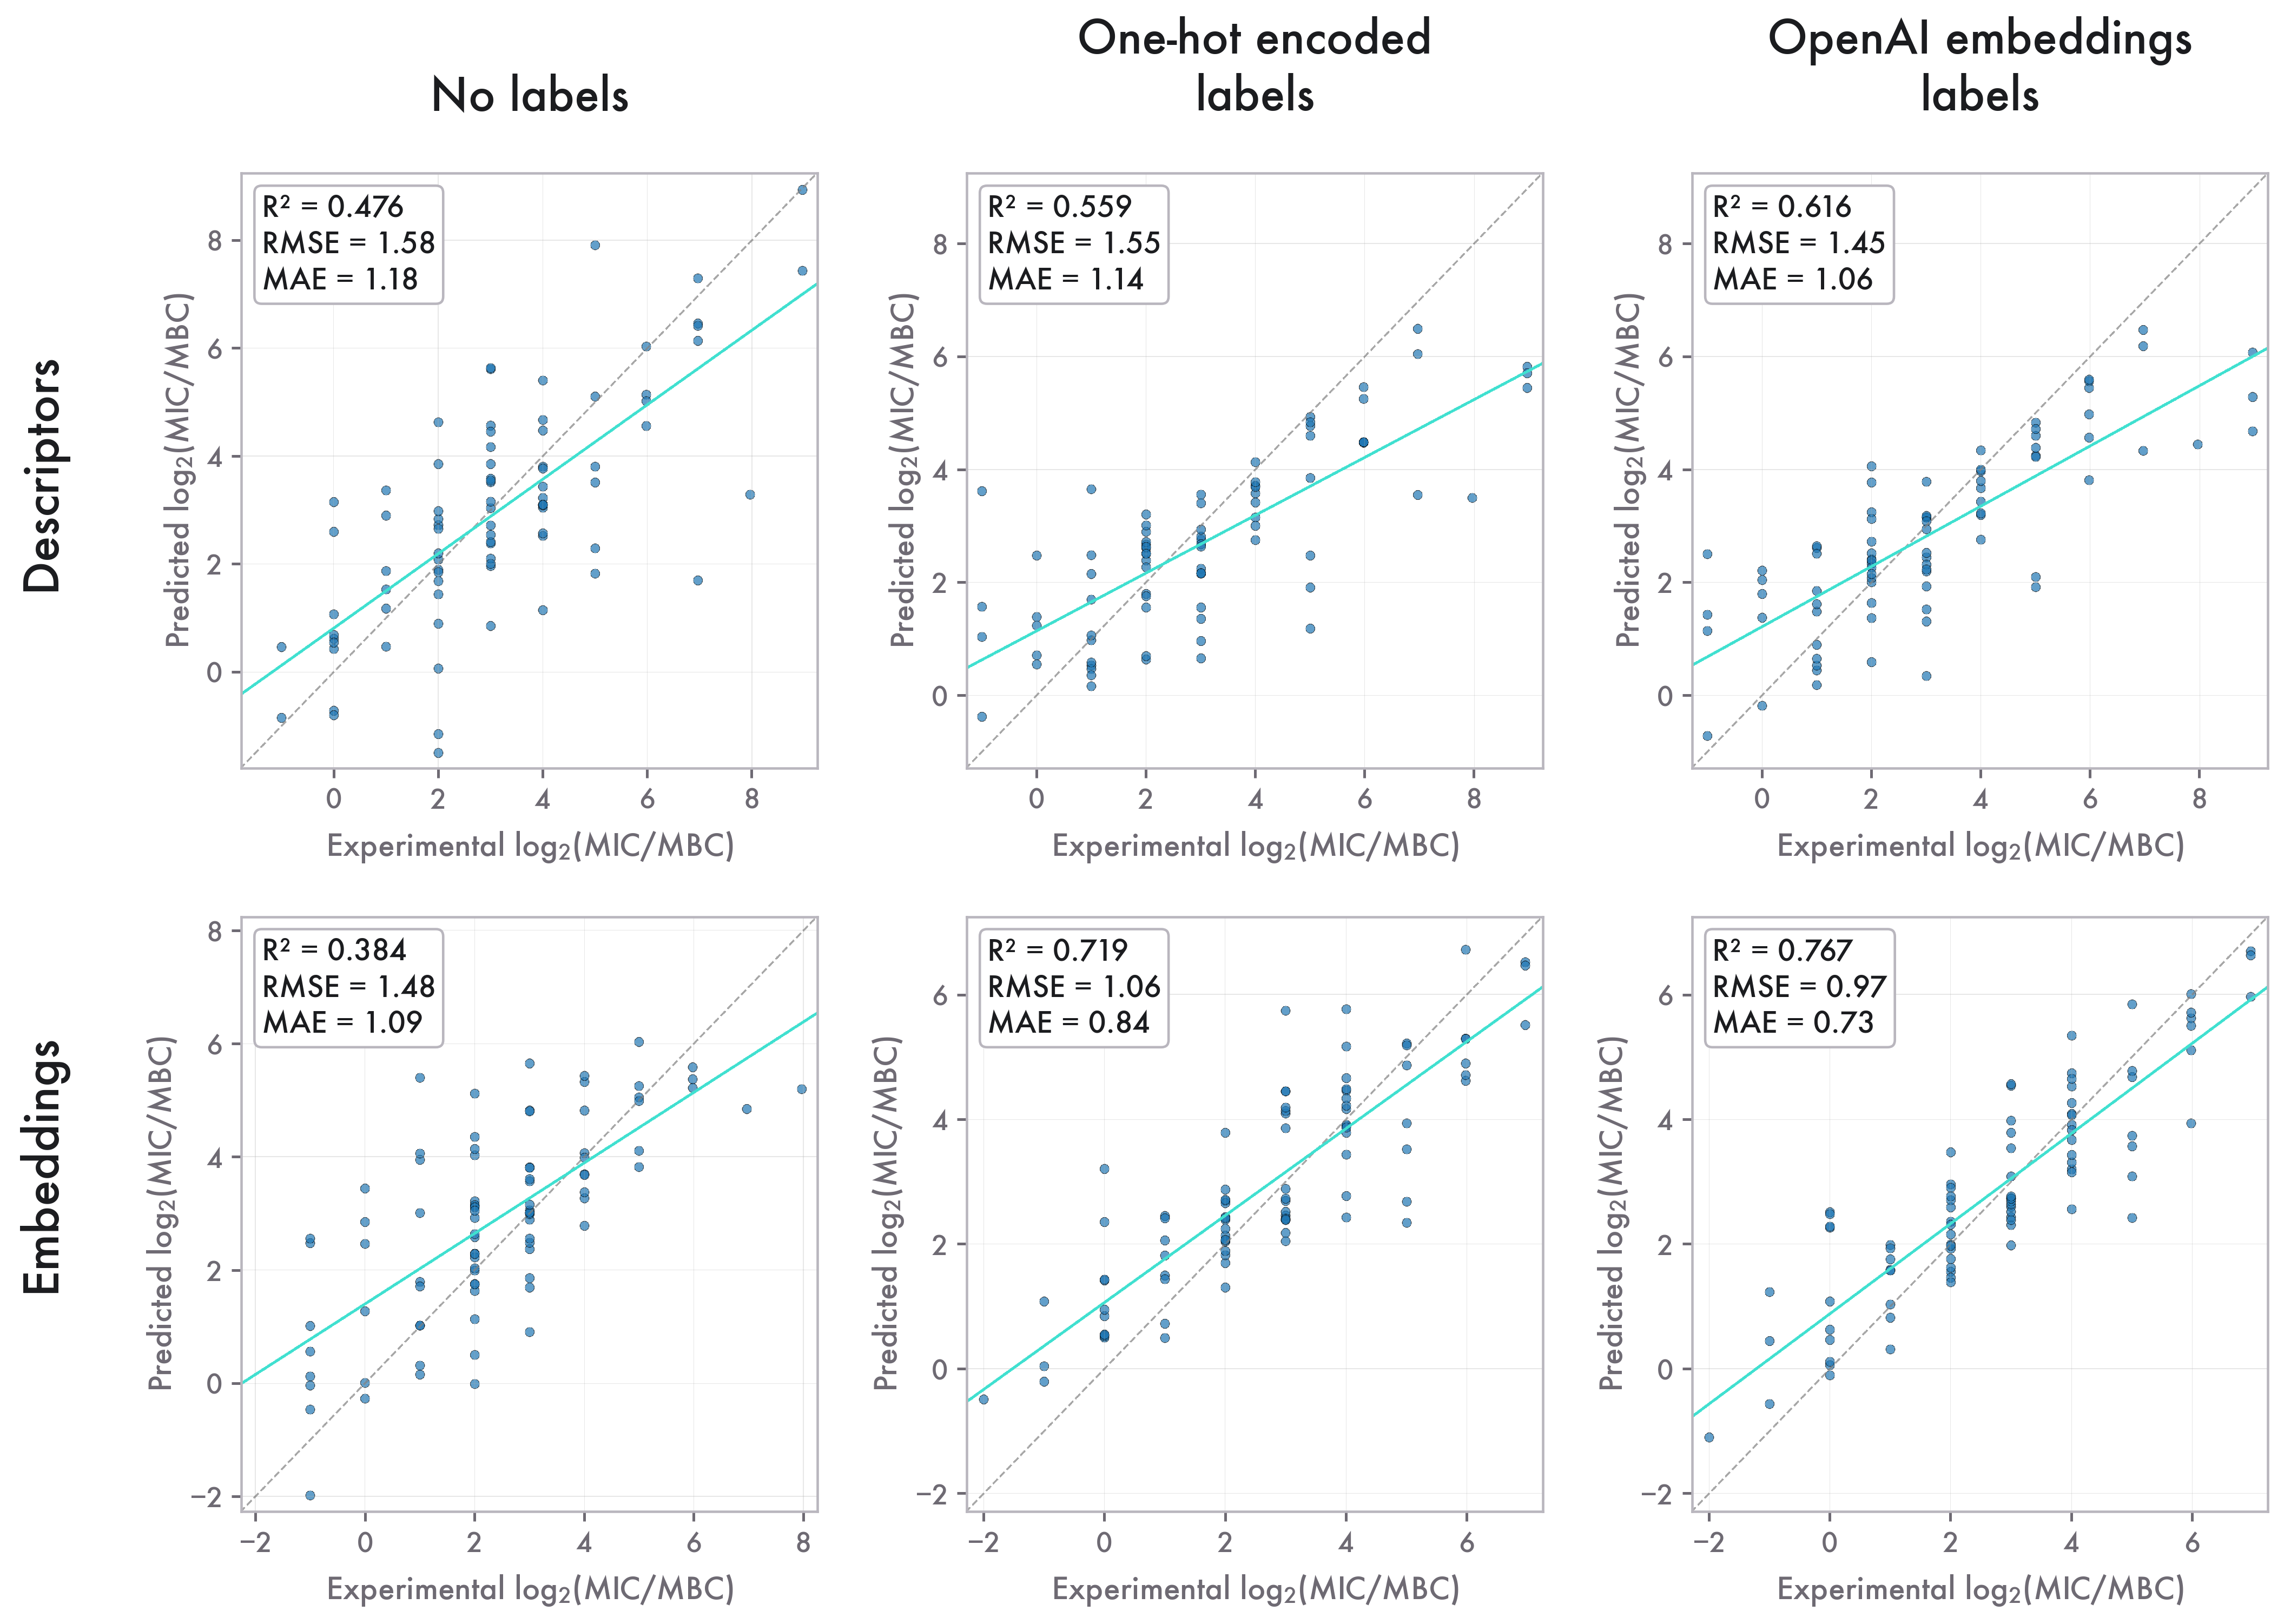 No labels
One-hot encoded
labels
OpenAI embeddings
labels
Descriptors
R² = 0.476
RMSE = 1.58
MAE = 1.18
Predicted log₂(MIC/MBC)
8
6
4
2
0
0 2 4 6 8
Experimental log₂(MIC/MBC)
R² = 0.559
RMSE = 1.55
MAE = 1.14
Predicted log₂(MIC/MBC)
8
6
4
2
0
0 2 4 6 8
Experimental log₂(MIC/MBC)
R² = 0.616
RMSE = 1.45
MAE = 1.06
Predicted log₂(MIC/MBC)
8
6
4
2
0
0 2 4 6 8
Experimental log₂(MIC/MBC)
Embeddings
R² = 0.384
RMSE = 1.48
MAE = 1.09
Predicted log₂(MIC/MBC)
8
6
4
2
0
−2
−2 0 2 4 6 8
Experimental log₂(MIC/MBC)
R² = 0.719
RMSE = 1.06
MAE = 0.84
Predicted log₂(MIC/MBC)
6
4
2
0
−2
−2 0 2 4 6
Experimental log₂(MIC/MBC)
R² = 0.767
RMSE = 0.97
MAE = 0.73
Predicted log₂(MIC/MBC)
6
4
2
0
−2
−2 0 2 4 6
Experimental log₂(MIC/MBC)